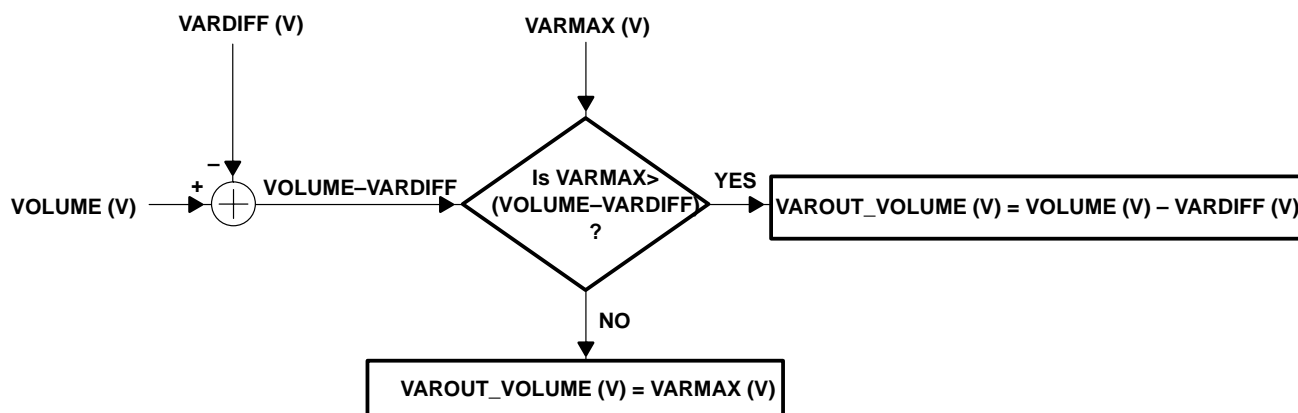 VARDIFF (V)
VARMAX (V)
–
+
VOLUME (V)
VOLUME–VARDIFF
Is VARMAX>
(VOLUME–VARDIFF)
?
YES
VAROUT_VOLUME (V) = VOLUME (V) – VARDIFF (V)
NO
VAROUT_VOLUME (V) = VARMAX (V)